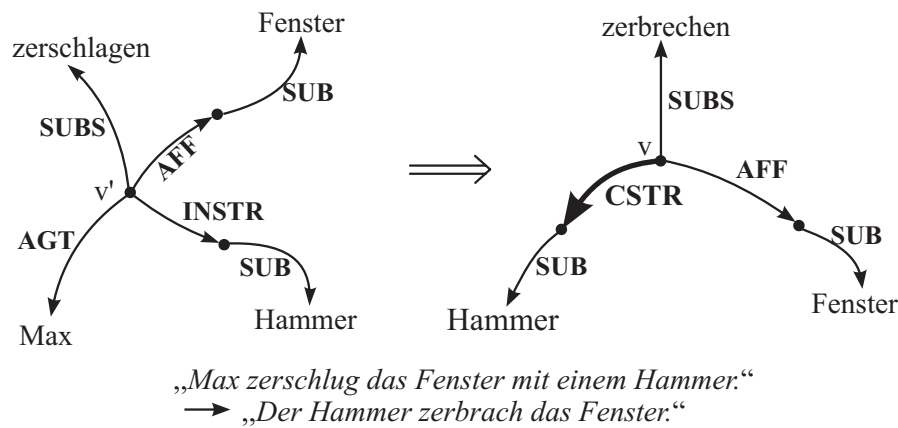 Fenster
zerschlagen
SUB
SUBS
AFF
v'
INSTR
AGT
SUB
Max
Hammer
zerbrechen
SUBS
v
AFF
CSTR
SUB
SUB
Hammer
Fenster
„Max zerschlug das Fenster mit einem Hammer.“
„Der Hammer zerbrach das Fenster.“